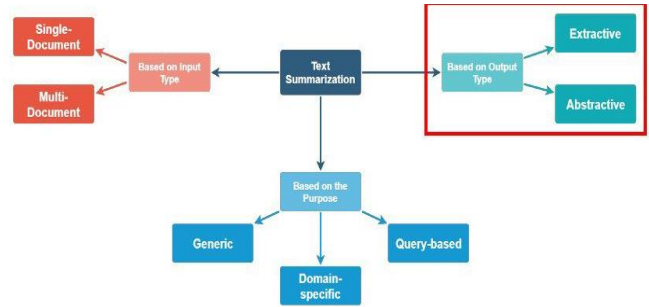 Single-
Document
Multi-
Document
Based on Input
Type
Text
Summarization
Based on Output
Type
Extractive
Abstractive
Based on the
Purpose
Generic
Domain-
specific
Query-based